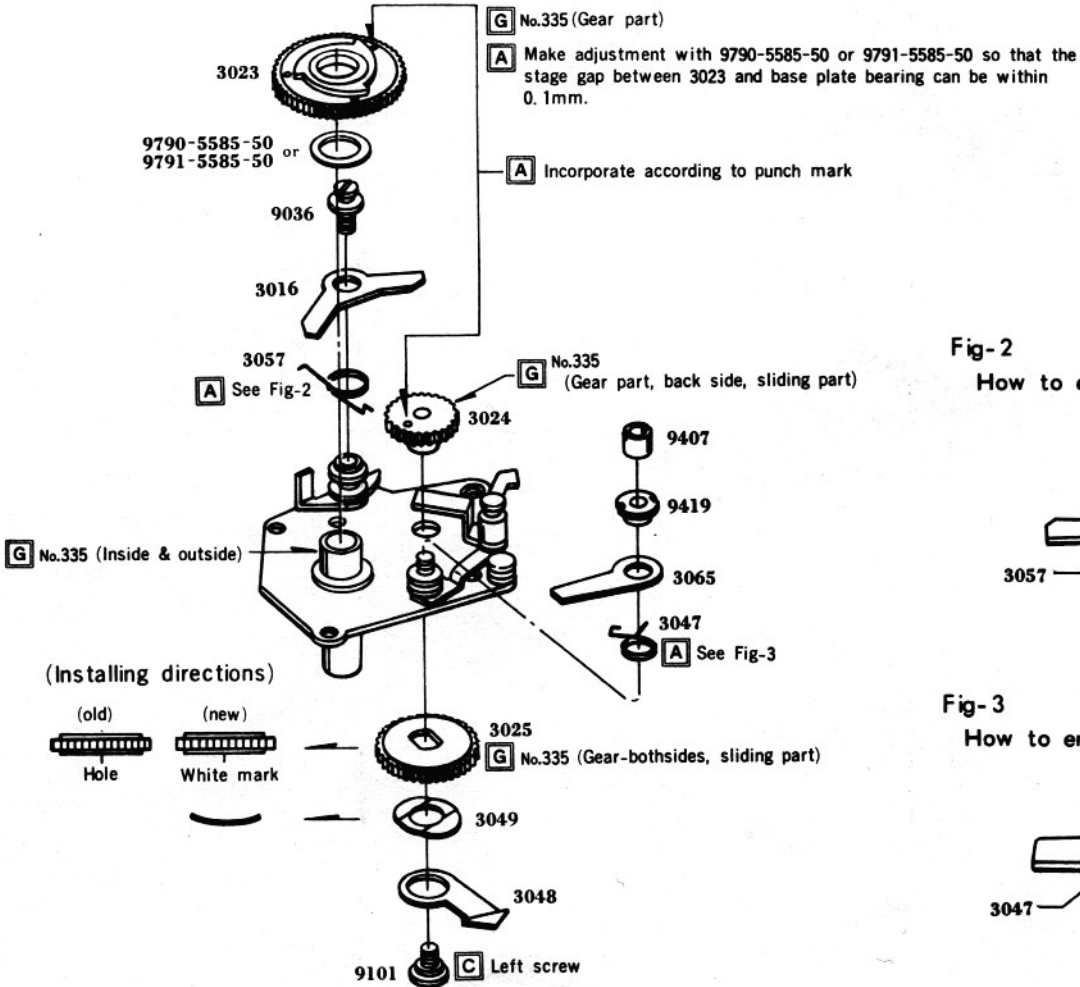 G No.335 (Gear part)
A Make adjustment with 9790-5585-50 or 9791-5585-50 so that the
stage gap between 3023 and base plate bearing can be within
0.1mm.
3023
9790-5585-50 or
9791-5585-50
A Incorporate according to punch mark
9036
3016
3057
A See Fig-2
G No.335
(Gear part, back side, sliding part)
3024
Fig-2
How to
9407
9419
G No.335 (Inside & outside)
3065
3057
3047
A See Fig-3
(Installing directions)
(old)
(new)
Hole
White mark
3025
G No.335 (Gear-bothsides, sliding part)
Fig-3
How to
3049
3048
3047
9101
C Left screw